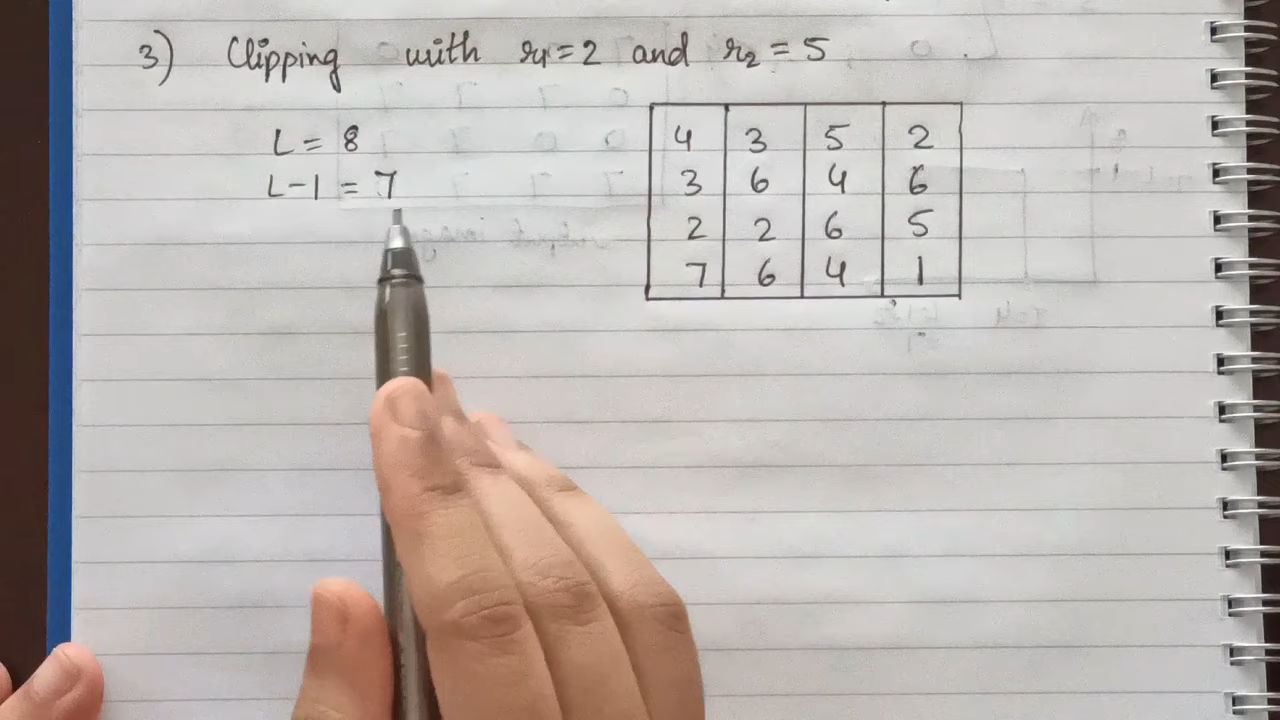 3) Clipping with r1 = 2 and r2 = 5
L = 8
L-1 = 7
4 3 5 2
3 6 4 6
2 2 6 5
7 6 4 1